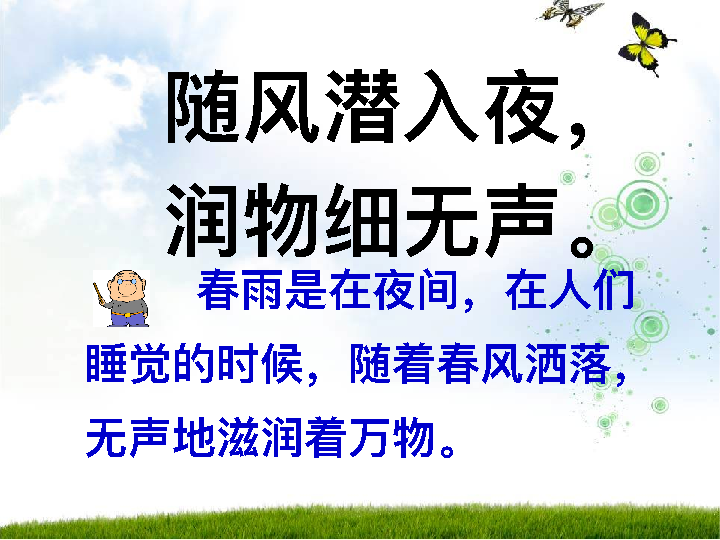 随风潜入夜，
润物细无声。
春雨是在夜间，在人们
睡觉的时候，随着春风洒落，
无声地滋润着万物。